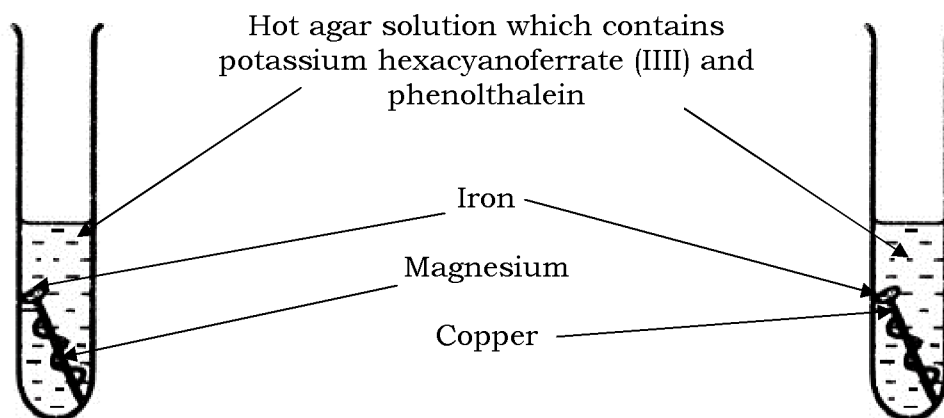 Hot agar solution which contains
potassium hexacyanoferrate (IIII) and
phenolthalein
Iron
Magnesium
Copper